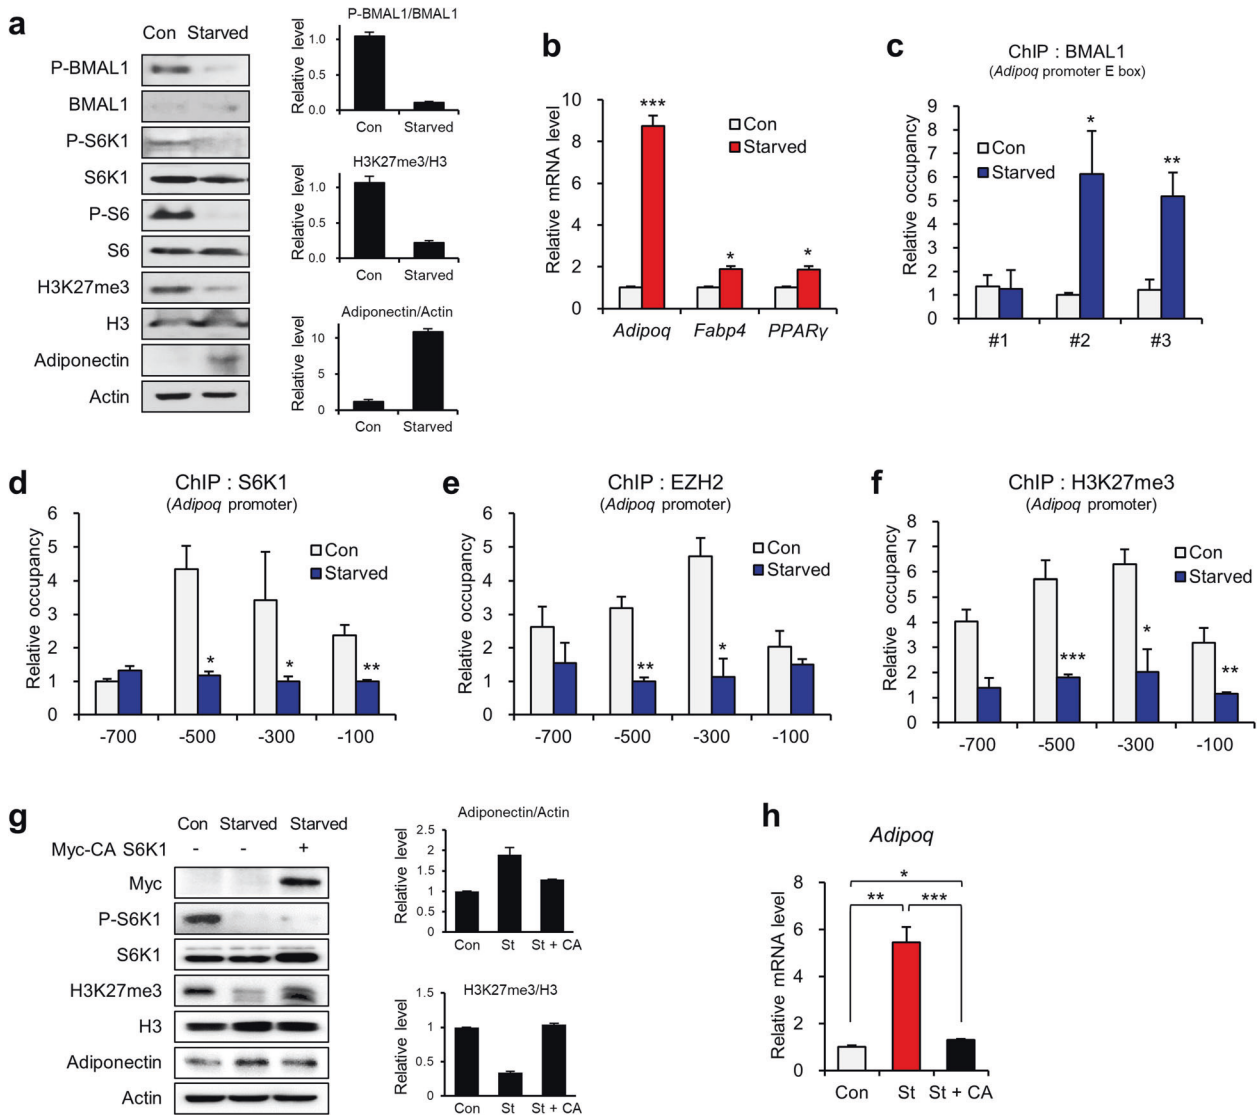 a
Con Starved
P-BMAL1
BMAL1
P-S6K1
S6K1
P-S6
S6
H3K27me3
H3
Adiponectin
Actin
P-BMAL1/BMAL1
Relative level
1.0
0.5
0.0
Con Starved
H3K27me3/H3
Relative level
1.0
0.5
0.0
Con Starved
Adiponectin/Actin
Relative level
10
5
0
Con Starved
b
Relative mRNA level
10
8
6
4
2
0
***
*
*
Con
Starved
Adipoq Fabp4 PPARγ
c
ChIP : BMAL1
(Adipoq promoter E box)
Relative occupancy
9
8
7
6
5
4
3
2
1
0
Con
Starved
*
**
#1 #2 #3
d
ChIP : S6K1
(Adipoq promoter)
Relative occupancy
6
5
4
3
2
1
0
Con
Starved
*
*
**
-700 -500 -300 -100
e
ChIP : EZH2
(Adipoq promoter)
Relative occupancy
6
5
4
3
2
1
0
Con
Starved
**
*
-700 -500 -300 -100
f
ChIP : H3K27me3
(Adipoq promoter)
Relative occupancy
8
7
6
5
4
3
2
1
0
Con
Starved
***
*
**
-700 -500 -300 -100
g
Con Starved Starved
Myc-CA S6K1 - - +
Myc
P-S6K1
S6K1
H3K27me3
H3
Adiponectin
Actin
Adiponectin/Actin
Relative level
2.5
2
1.5
1
0.5
0
Con St St + CA
H3K27me3/H3
Relative level
1.5
1
0.5
0
Con St St + CA
h
Adipoq
Relative mRNA level
8
6
4
2
0
*
** ***
Con St St + CA